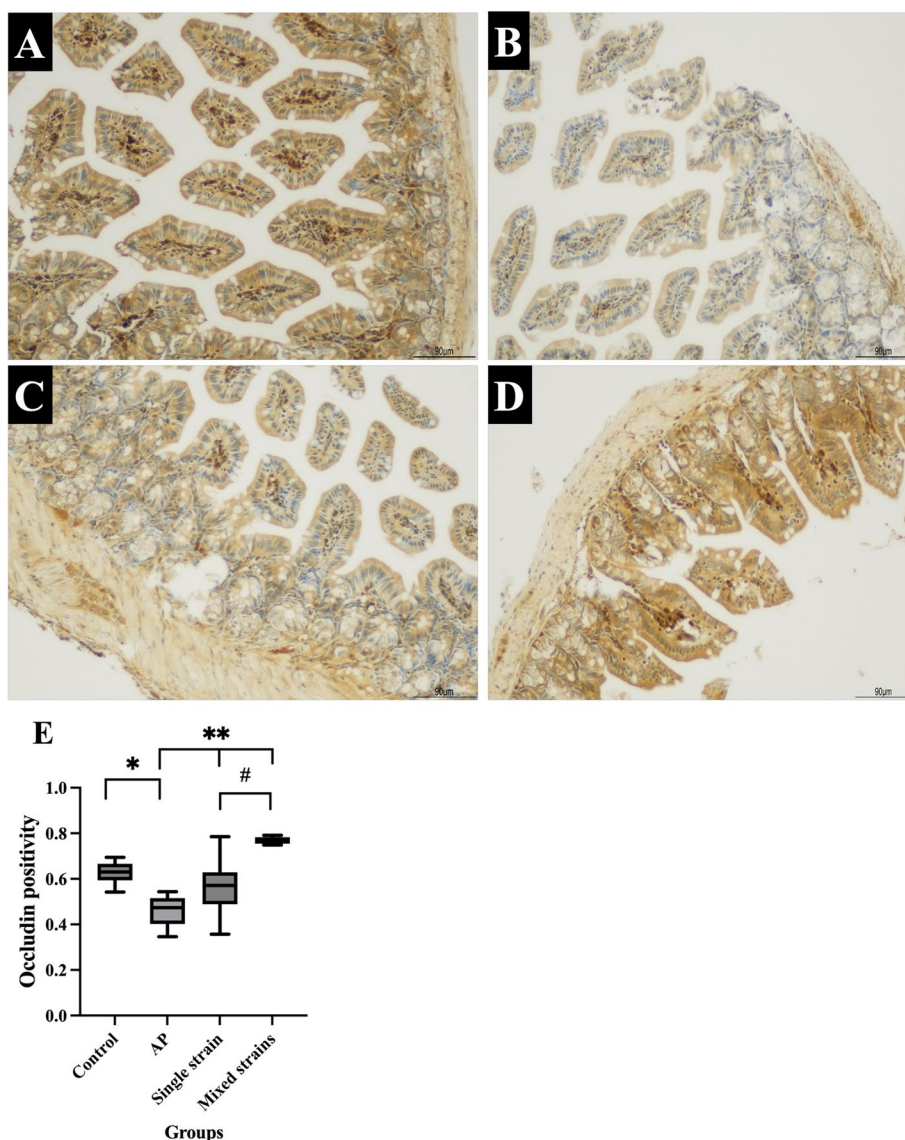 A
B
90μm
90μm
C
D
90μm
90μm
E
**
*
#
1.0
0.8
0.6
0.4
0.2
0.0
Occludin positivity
Control
AP
Single strain
Mixed strains
Groups